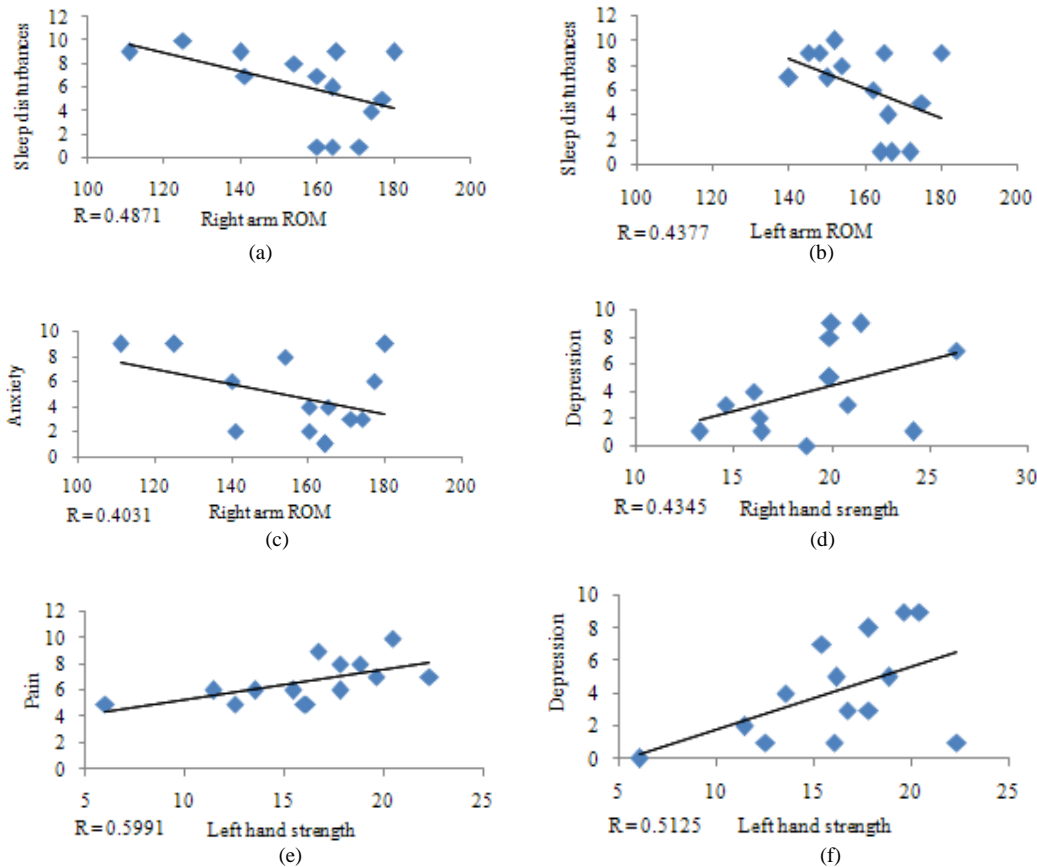 12
10
8
6
4
2
0
Sleep disturbances
100 120 140 160 180 200
R = 0.4871 Right arm ROM
(a)
12
10
8
6
4
2
0
Sleep disturbances
100 120 140 160 180 200
R = 0.4377 Left arm ROM
(b)
10
8
6
4
2
0
Anxiety
100 120 140 160 180 200
R = 0.4031 Right arm ROM
(c)
10
8
6
4
2
0
Depression
10 15 20 25 30
R = 0.4345 Right hand srength
(d)
12
10
8
6
4
2
0
Pain
5 10 15 20 25
R = 0.5991 Left hand strength
(e)
10
8
6
4
2
0
Depression
5 10 15 20 25
R = 0.5125 Left hand strength
(f)